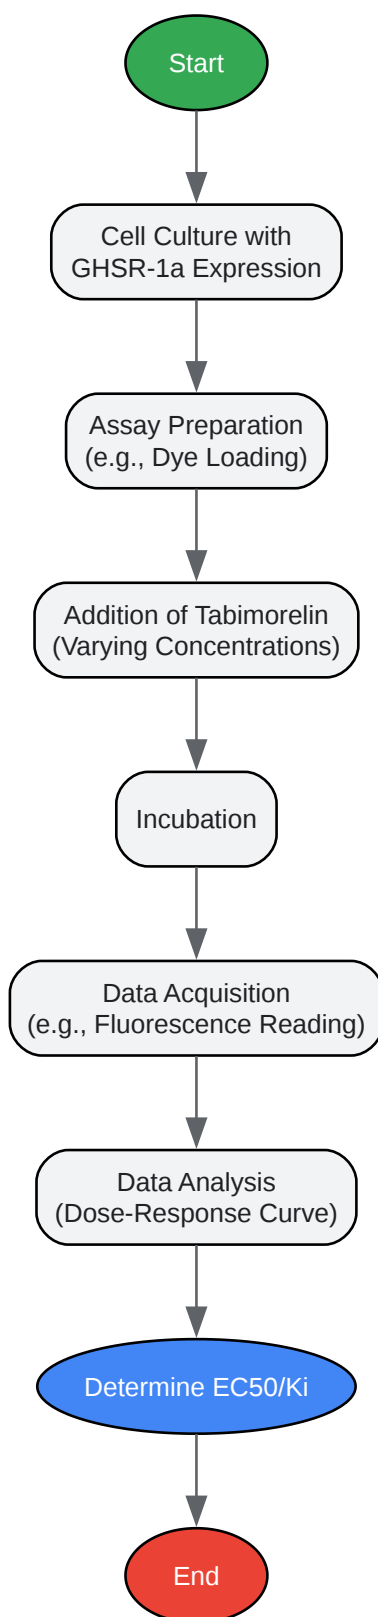 Start
Cell Culture with
GHSR-1a Expression
Assay Preparation
(e.g., Dye Loading)
Addition of Tabimorelin
(Varying Concentrations)
Incubation
Data Acquisition
(e.g., Fluorescence Reading)
Data Analysis
(Dose-Response Curve)
Determine EC50/Ki
End